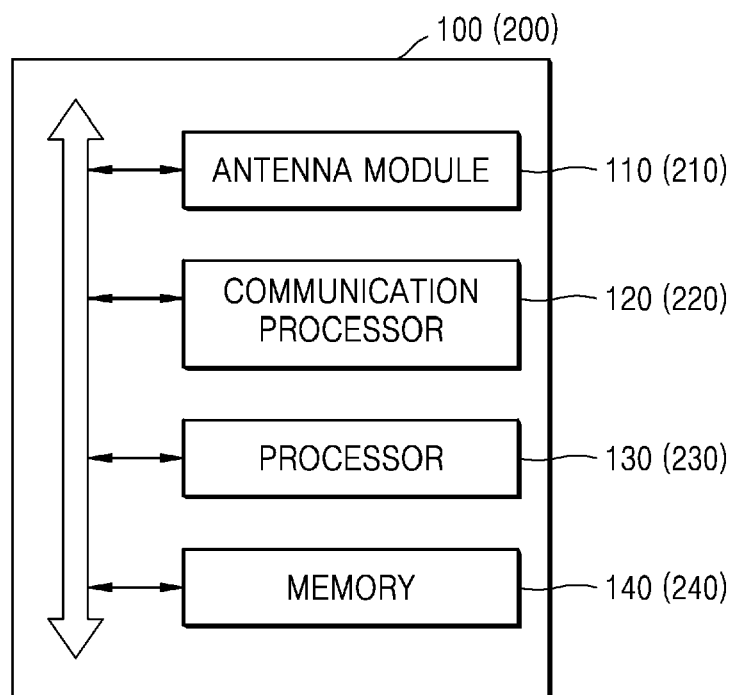 100 (200)
ANTENNA MODULE
110 (210)
COMMUNICATION
PROCESSOR
120 (220)
PROCESSOR
130 (230)
MEMORY
140 (240)